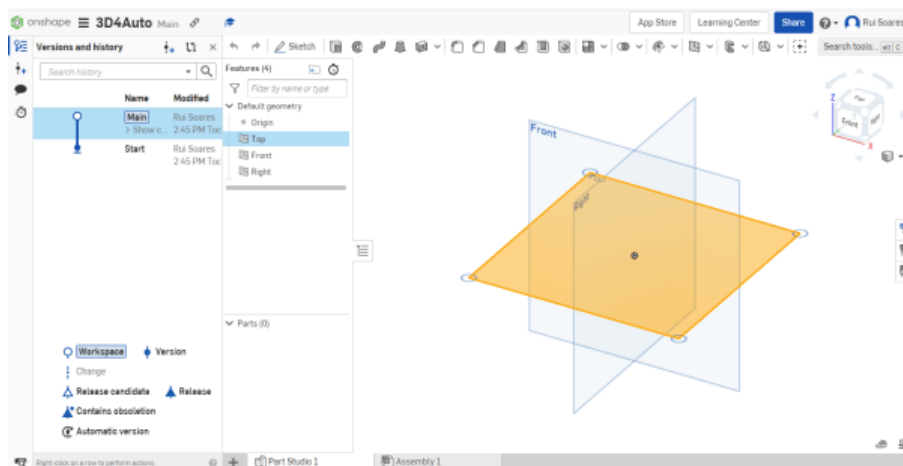 onshape 3D4Auto Main App Store Learning Center Share Rui Soares
Versions and history Sketch Search tools...
Search history Features (4)
Filter by name or type
Name Modified Default geometry
Main Rui Soares Origin
> Show c... 2:45 PM Toc Top
Start Rui Soares Front
2:45 PM Toc Right
Front
Top
Front
Right
Z
X
Parts (0)
Workspace Version
Change
Release candidate Release
Contains obsoletion
Automatic version
Right-click on a row to perform actions Part Studio 1 Assembly 1